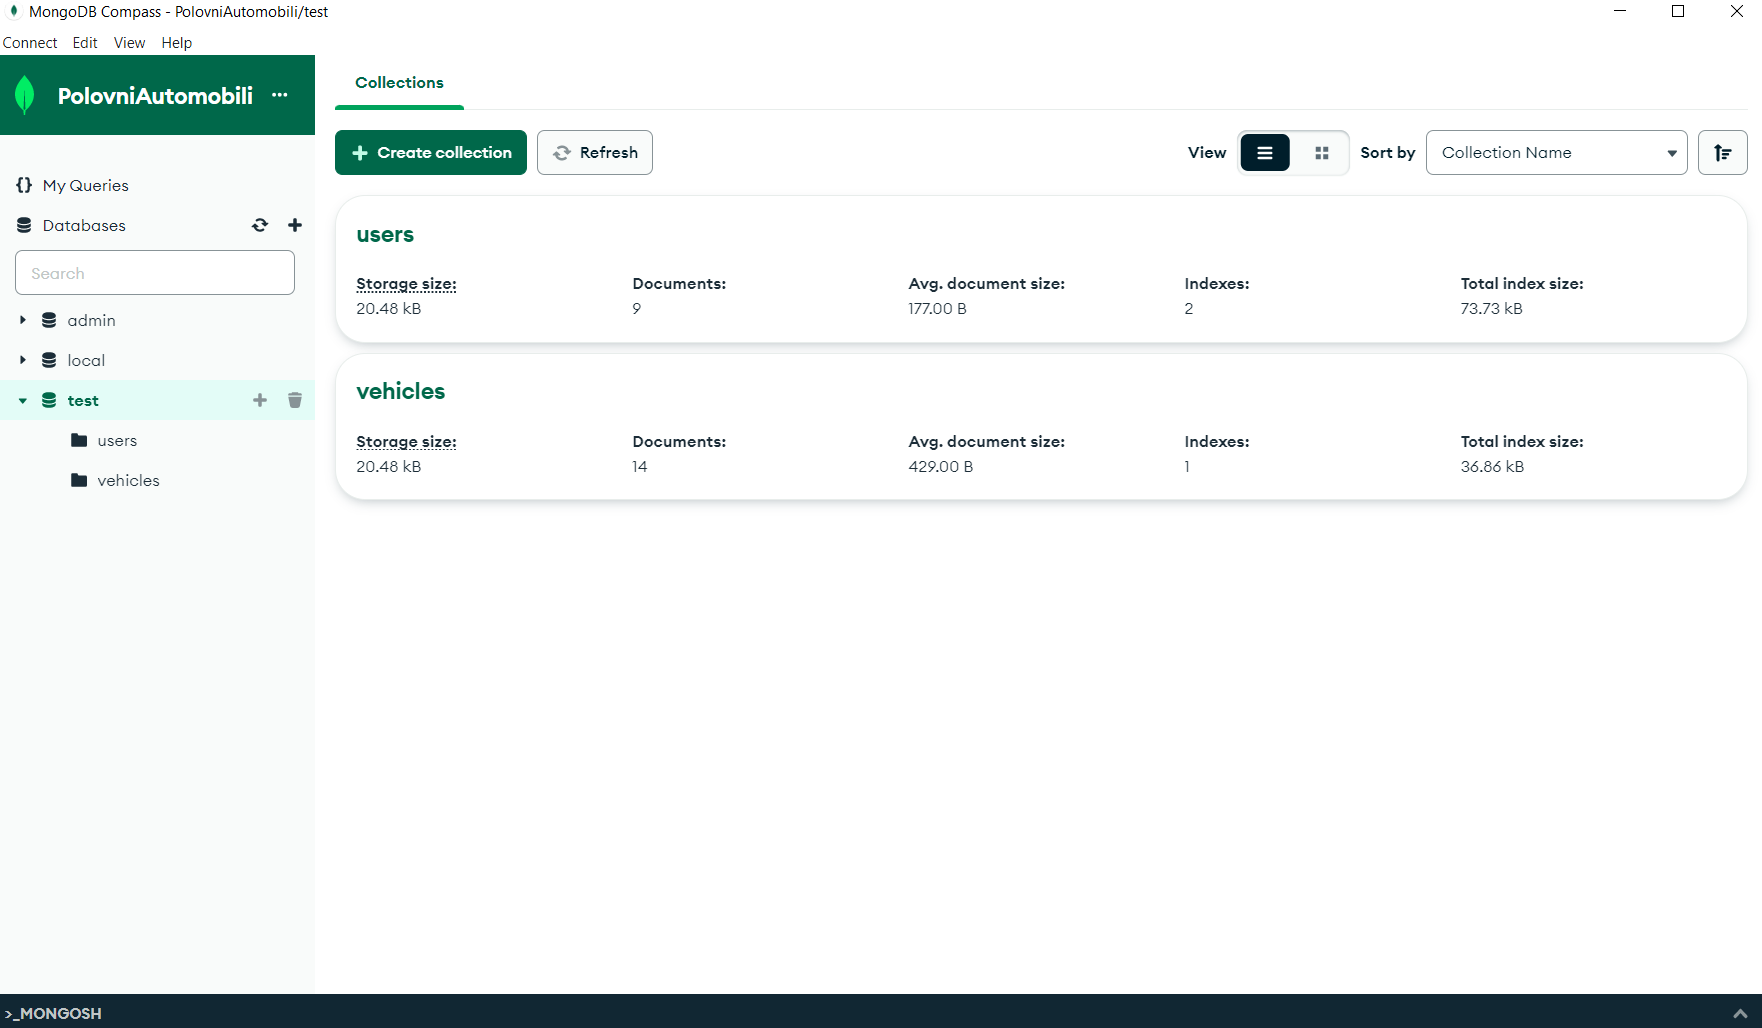 MongoDB Compass - PolovniAutomobili/test
Connect Edit View Help
PolovniAutomobili
My Queries
Databases
Search
admin
local
test
users
vehicles
Collections
Create collection Refresh View Sort by Collection Name
users
Storage size: Documents: Avg. document size: Indexes: Total index size:
20.48 kB 9 177.00 B 2 73.73 kB
vehicles
Storage size: Documents: Avg. document size: Indexes: Total index size:
20.48 kB 14 429.00 B 1 36.86 kB
>_MONGOSH